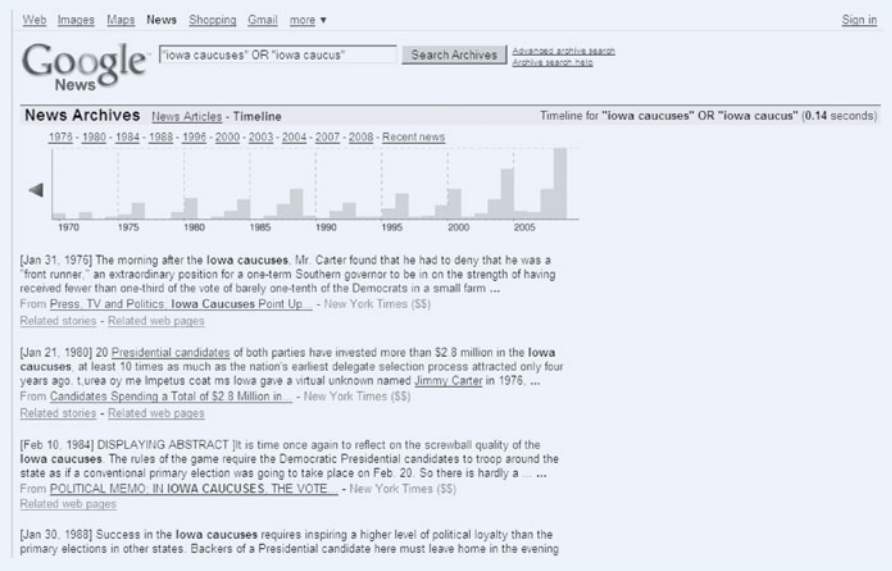 Web Images Maps News Shopping Gmail more ▼ Sign in
Google News "iowa caucuses" OR "iowa caucus" Search Archives Advanced archive search
Archive search help
News Archives News Articles - Timeline Timeline for "iowa caucuses" OR "iowa caucus" (0.14 seconds)
1976 - 1980 - 1984 - 1988 - 1996 - 2000 - 2003 - 2004 - 2007 - 2008 - Recent news
1970 1975 1980 1985 1990 1995 2000 2005
[Jan 31, 1976] The morning after the Iowa caucuses, Mr. Carter found that he had to deny that he was a
"front runner," an extraordinary position for a one-term Southern governor to be in on the strength of having
received fewer than one-third of the vote of barely one-tenth of the Democrats in a small farm ...
From Press, TV and Politics; Iowa Caucuses Point Up... - New York Times ($$)
Related stories - Related web pages
[Jan 21, 1980] 20 Presidential candidates of both parties have invested more than $2.8 million in the Iowa
caucuses, at least 10 times as much as the nation's earliest delegate selection process attracted only four
years ago. t,urea oy me Impetus coat ms Iowa gave a virtual unknown named Jimmy Carter in 1976, ...
From Candidates Spending a Total of $2.8 Million in... - New York Times ($$)
Related stories - Related web pages
[Feb 10, 1984] DISPLAYING ABSTRACT ]It is time once again to reflect on the screwball quality of the
Iowa caucuses. The rules of the game require the Democratic Presidential candidates to troop around the
state as if a conventional primary election was going to take place on Feb. 20. So there is hardly a ... ...
From POLITICAL MEMO; IN IOWA CAUCUSES, THE VOTE... - New York Times ($$)
Related web pages
[Jan 30, 1988] Success in the Iowa caucuses requires inspiring a higher level of political loyalty than the
primary elections in other states. Backers of a Presidential candidate here must leave home in the evening